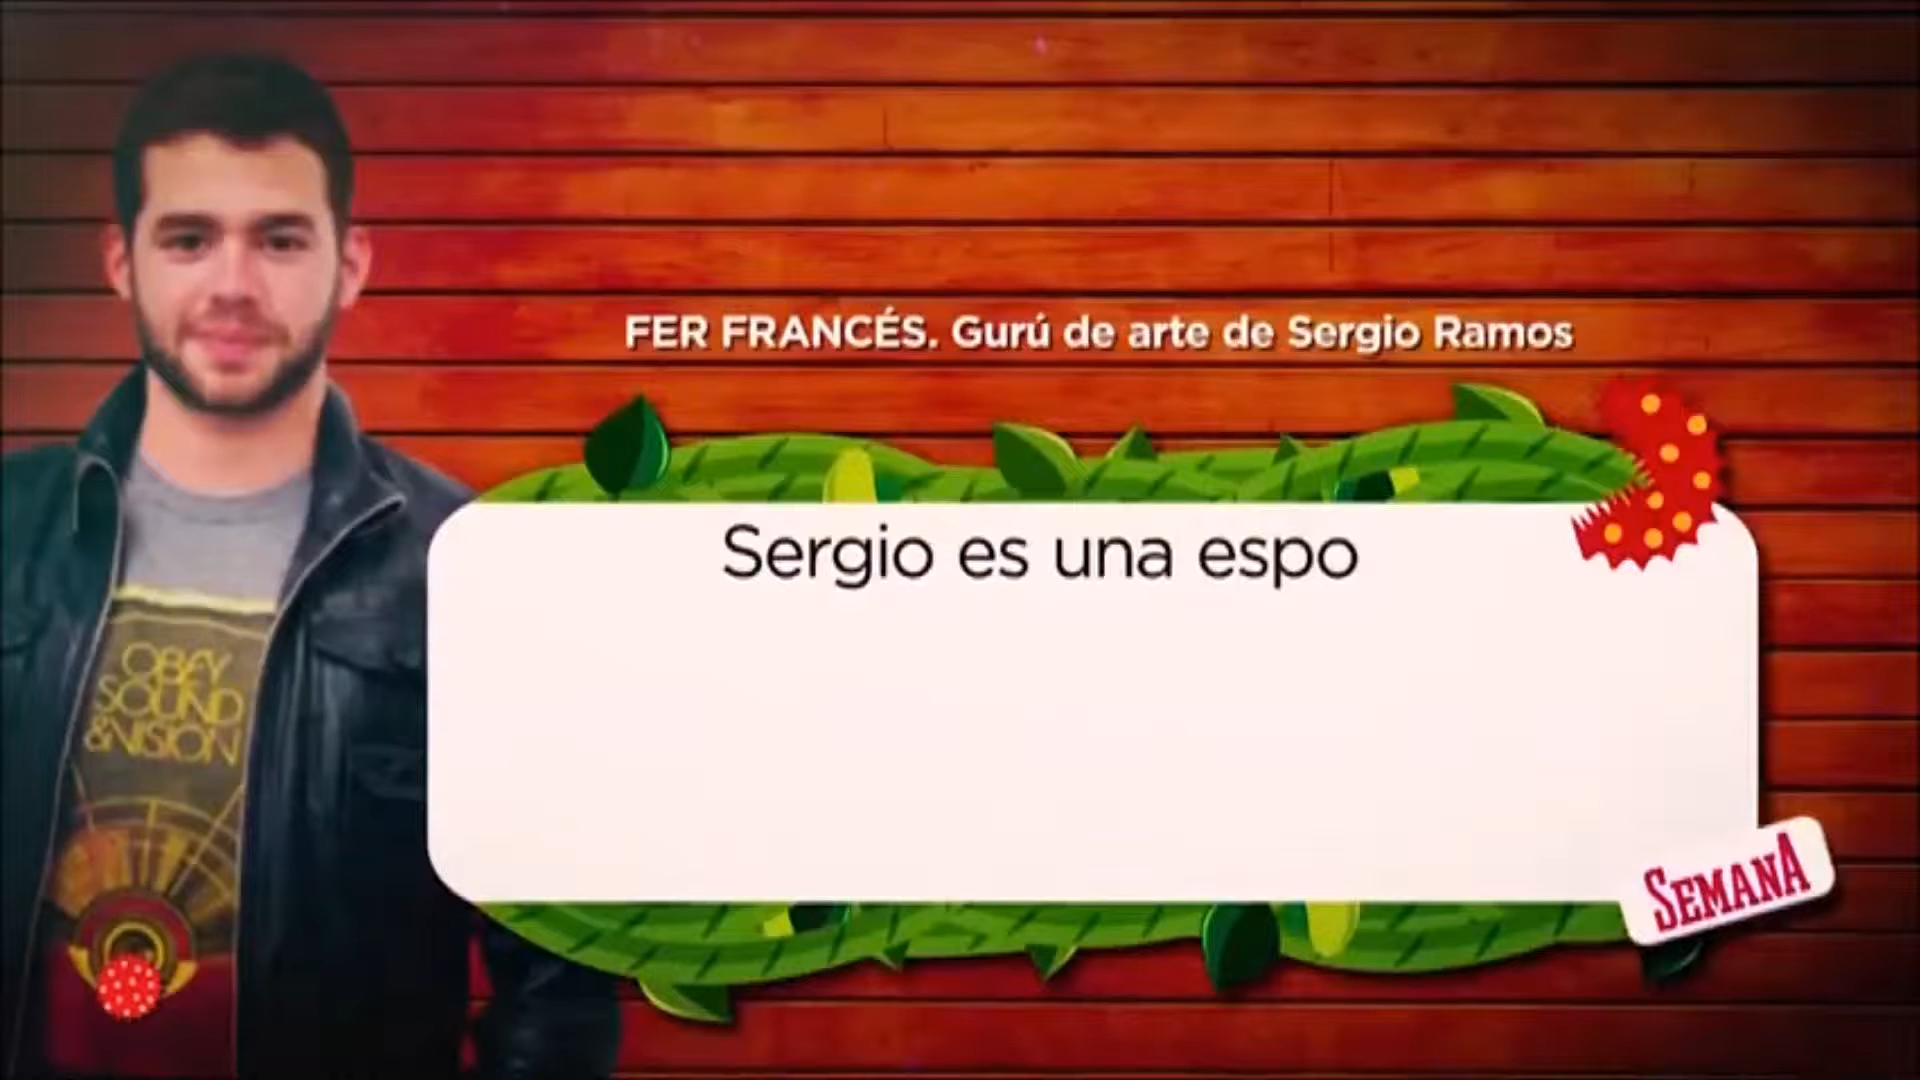 FER FRANCÉS. Gurú de arte de Sergio Ramos
Sergio es una espo
OBEY
SOUND
&VISION
SEMANA